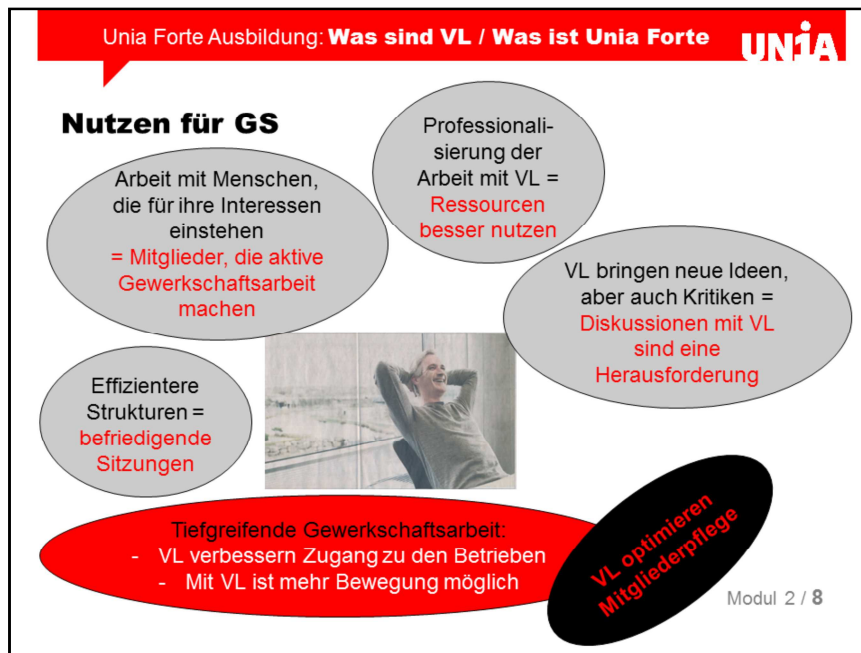 Unia Forte Ausbildung: Was sind VL / Was ist Unia Forte
UNiA
Nutzen für GS
Arbeit mit Menschen,
die für ihre Interessen
einstehen
= Mitglieder, die aktive
Gewerkschaftsarbeit
machen
Professionali-
sierung der
Arbeit mit VL =
Ressourcen
besser nutzen
VL bringen neue Ideen,
aber auch Kritiken =
Diskussionen mit VL
sind eine
Herausforderung
Effizientere
Strukturen =
befriedigende
Sitzungen
Tiefgreifende Gewerkschaftsarbeit:
- VL verbessern Zugang zu den Betrieben
- Mit VL ist mehr Bewegung möglich
VL optimieren
Mitgliederpflege
Modul 2 / 8